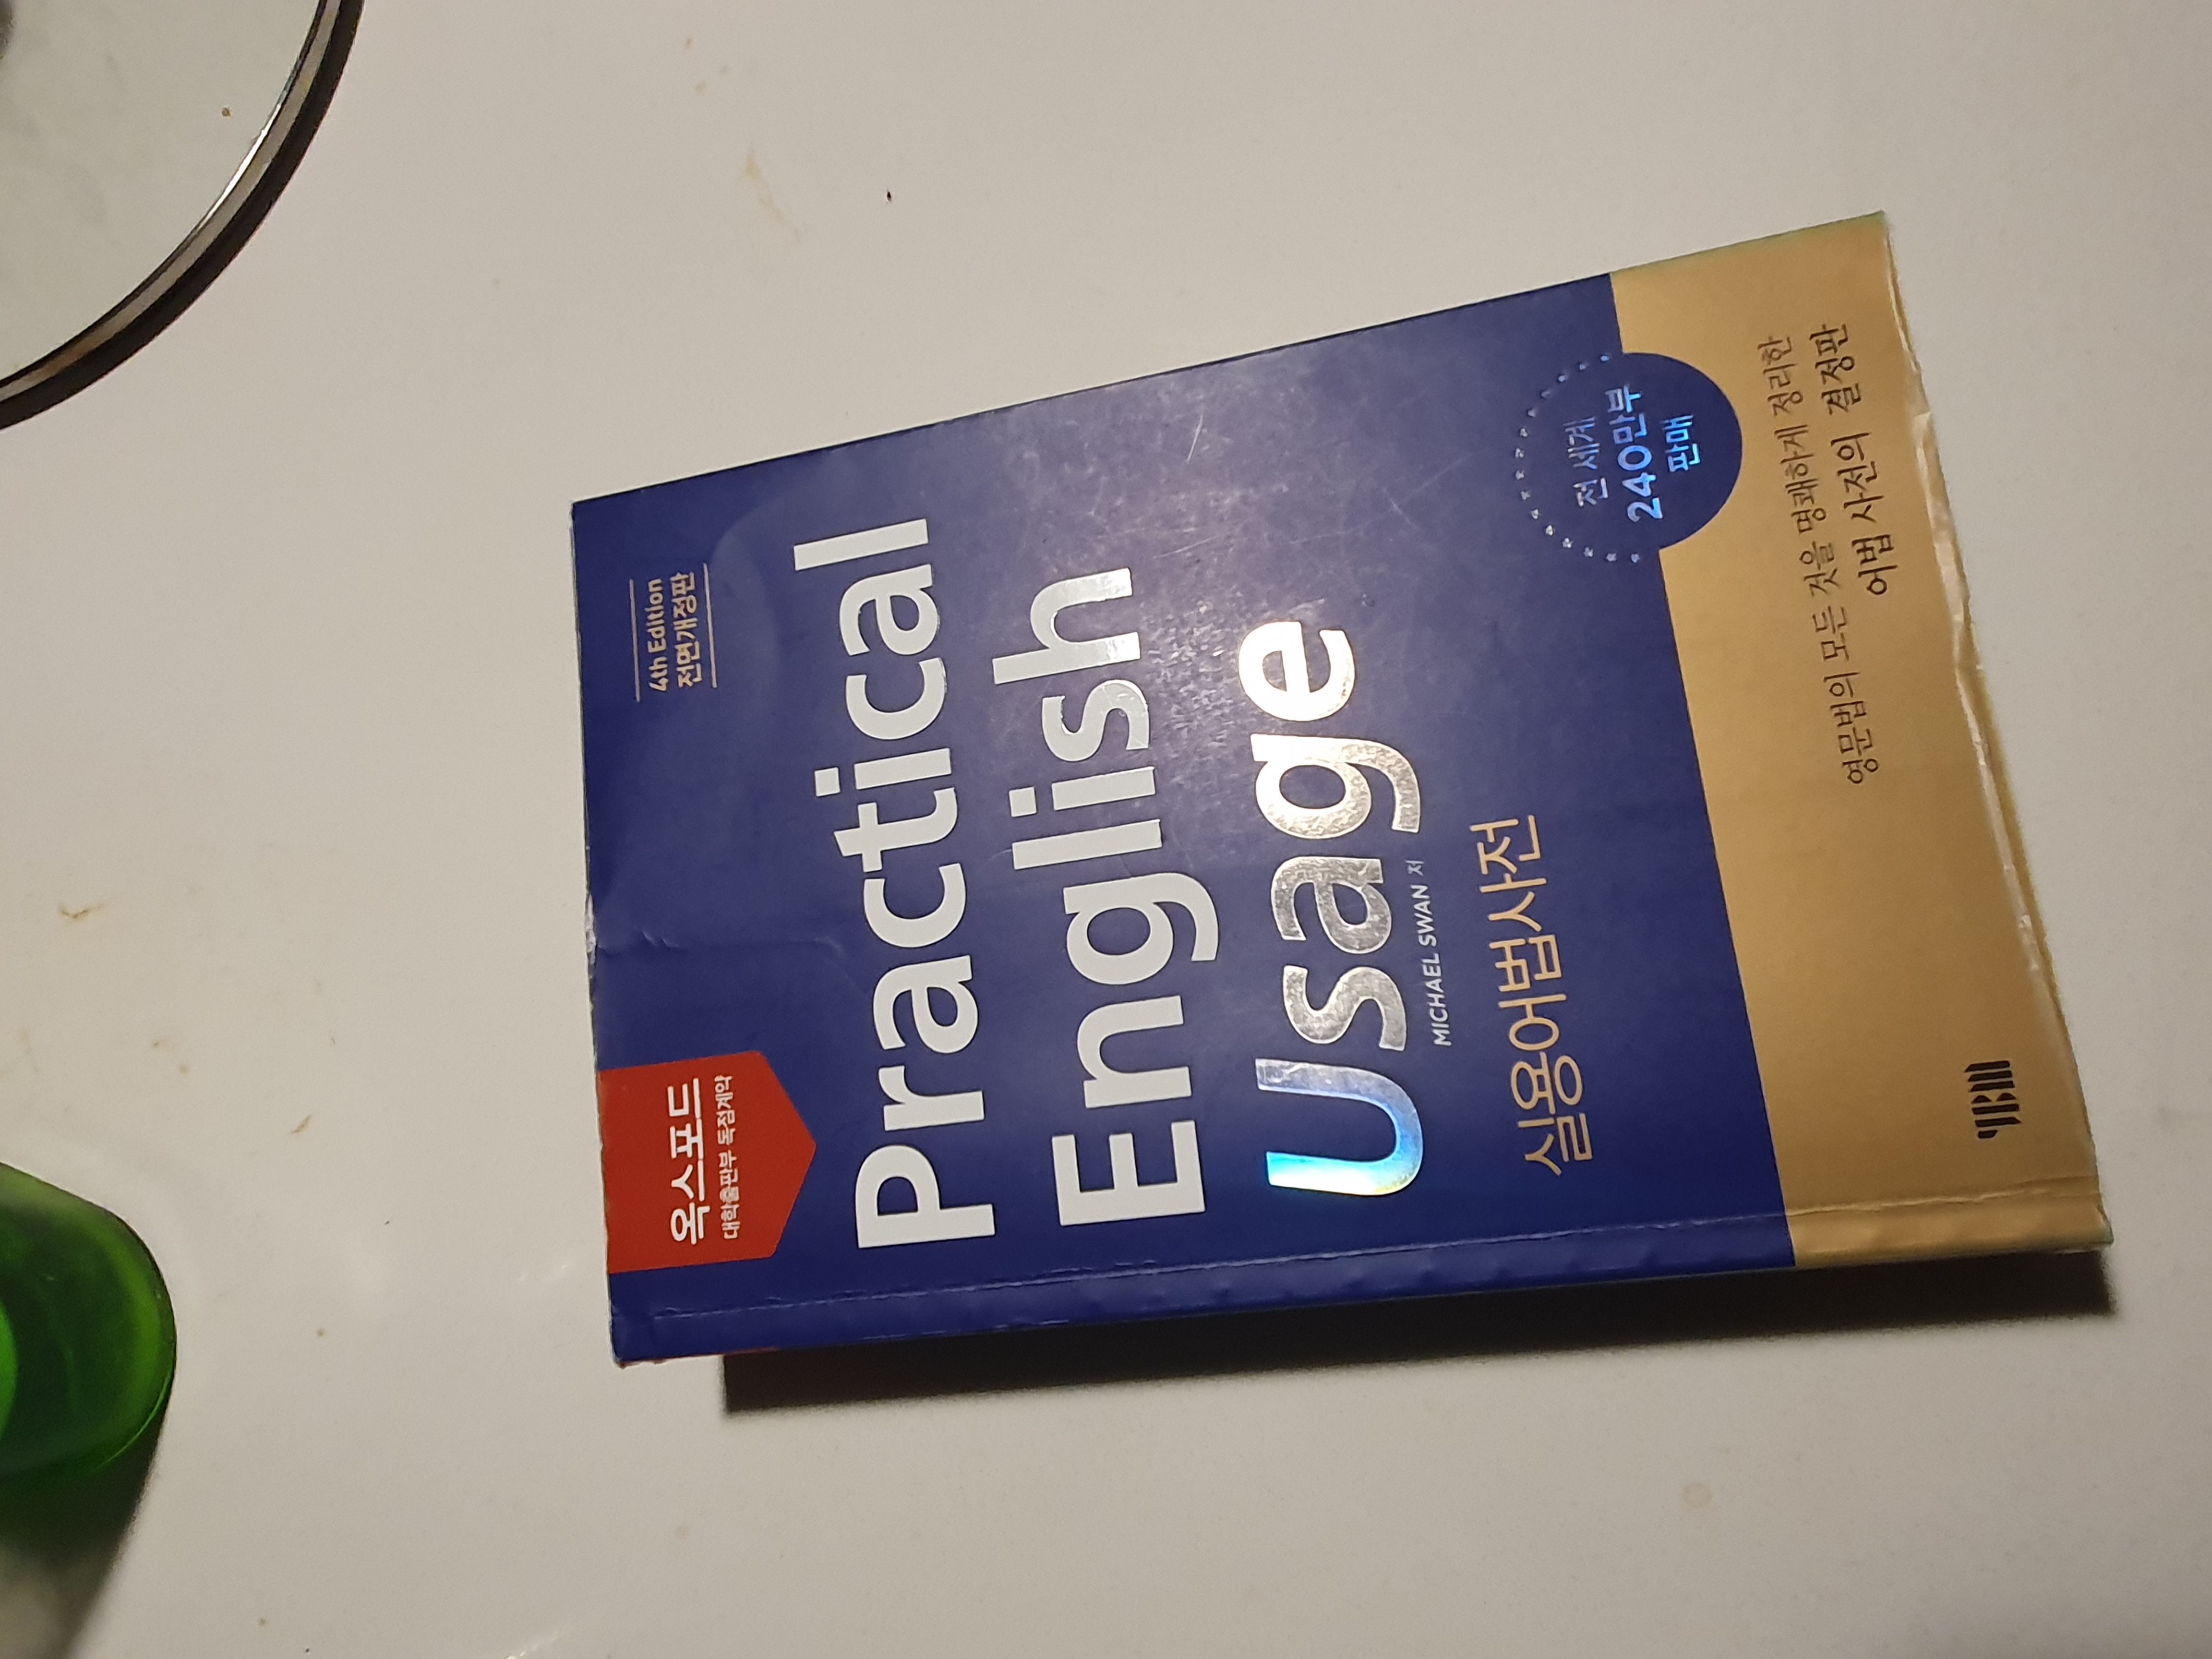 옥스포드
대학출판부 독점계약
4th Edition
전면개정판
Practical
English
Usage
MICHAEL SWAN 저
실용어법사전
전 세계
240만부
판매
영문법의 모든 것을 명쾌하게 정리한
어법 사전의 결정판
YBM